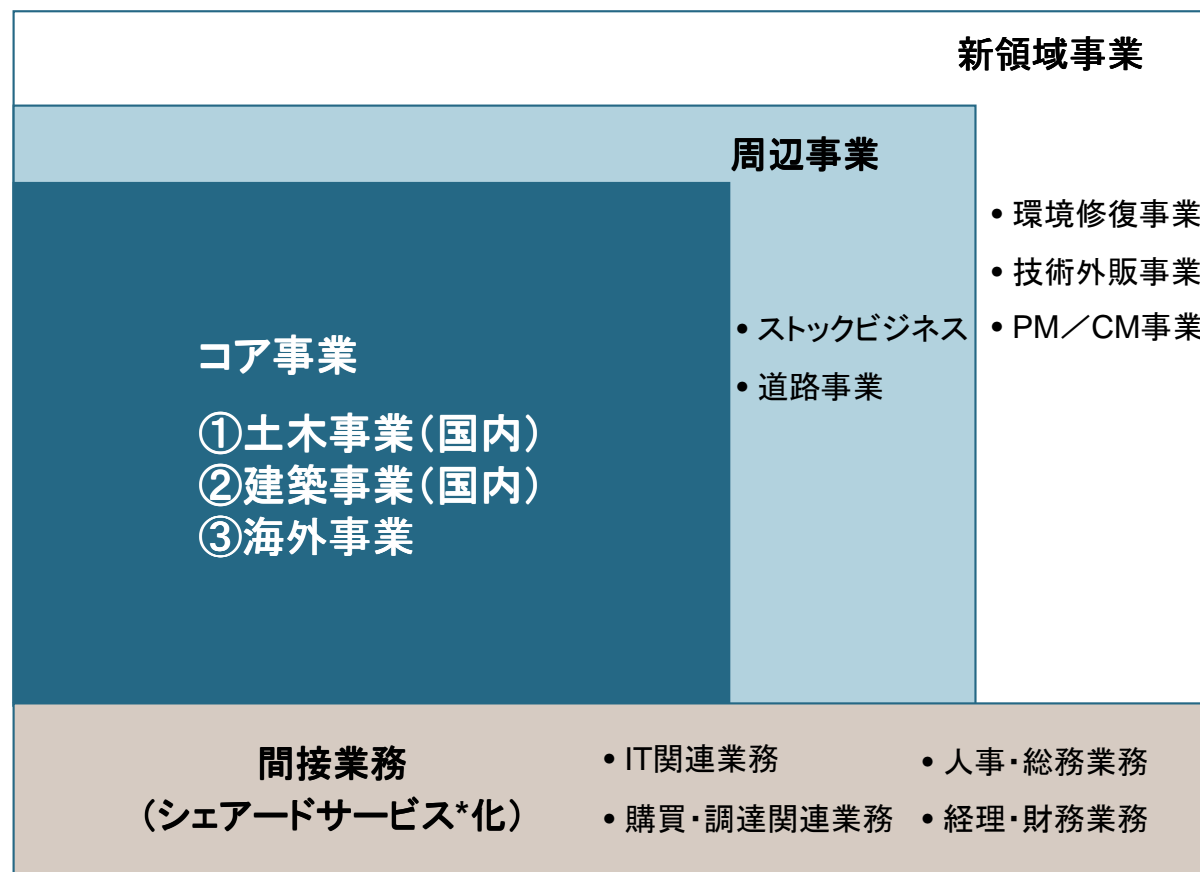 新領域事業
周辺事業
• 環境修復事業
• 技術外販事業
• PM／CM事業
• ストックビジネス
• 道路事業
コア事業
①土木事業（国内）
②建築事業（国内）
③海外事業
間接業務
（シェアードサービス*化）
• IT関連業務
• 人事・総務業務
• 購買・調達関連業務
• 経理・財務業務